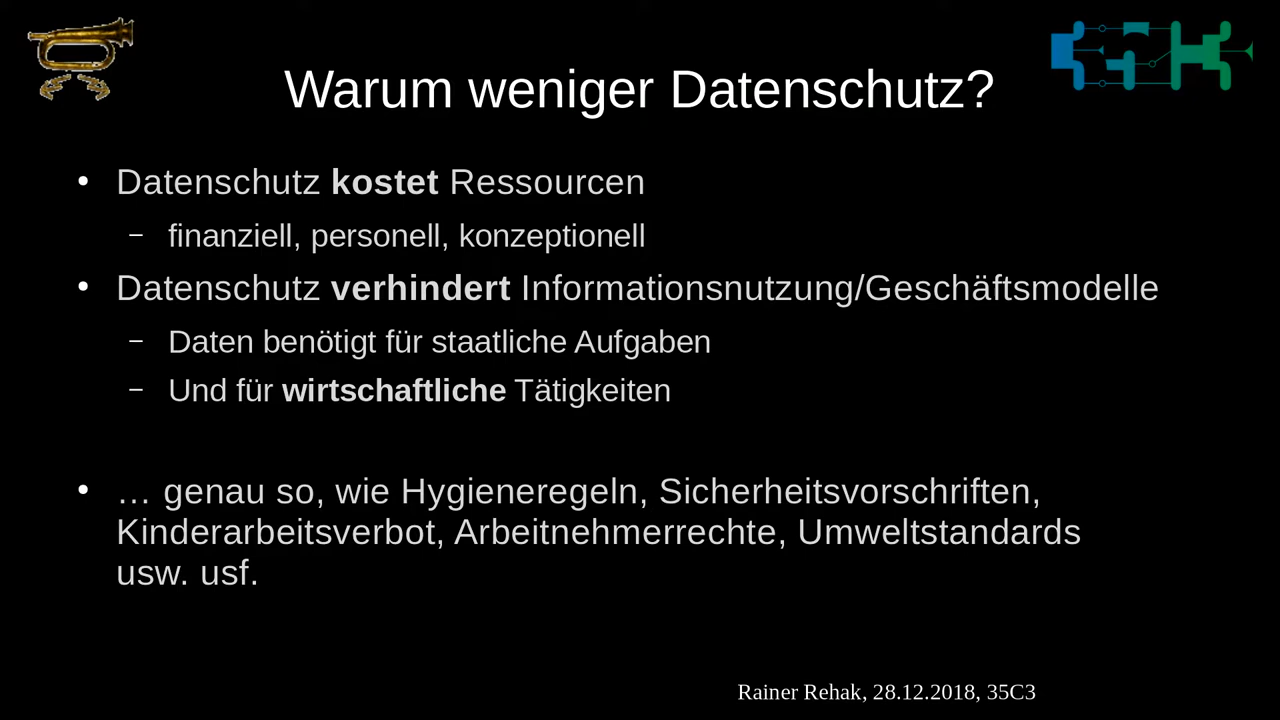 Warum weniger Datenschutz?
• Datenschutz kostet Ressourcen
– finanziell, personell, konzeptionell
• Datenschutz verhindert Informationsnutzung/Geschäftsmodelle
– Daten benötigt für staatliche Aufgaben
– Und für wirtschaftliche Tätigkeiten
• … genau so, wie Hygieneregeln, Sicherheitsvorschriften,
Kinderarbeitsverbot, Arbeitnehmerrechte, Umweltstandards
usw. usf.
Rainer Rehak, 28.12.2018, 35C3